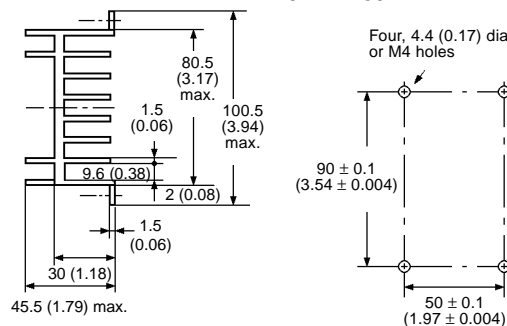 80.5
(3.17)
max.
1.5
(0.06)
100.5
(3.94)
max.
9.6 (0.38)
2 (0.08)
1.5
(0.06)
30 (1.18)
45.5 (1.79) max.
Four, 4.4 (0.17) dia
or M4 holes
90 ± 0.1
(3.54 ± 0.004)
50 ± 0.1
(1.97 ± 0.004)